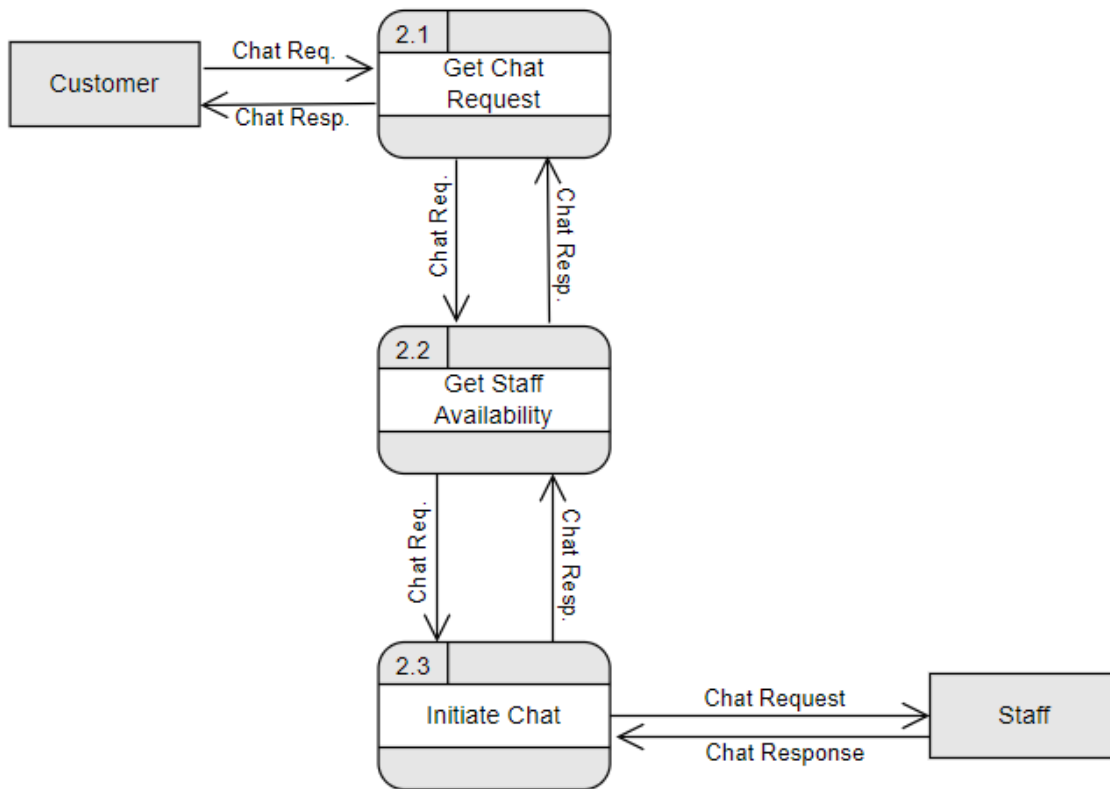 2.1
Chat Req.
Get Chat
Request
Customer
Chat Resp.
Chat Req.
Chat Resp.
2.2
Get Staff
Availability
Chat Req.
Chat Resp.
2.3
Initiate Chat
Chat Request
Staff
Chat Response